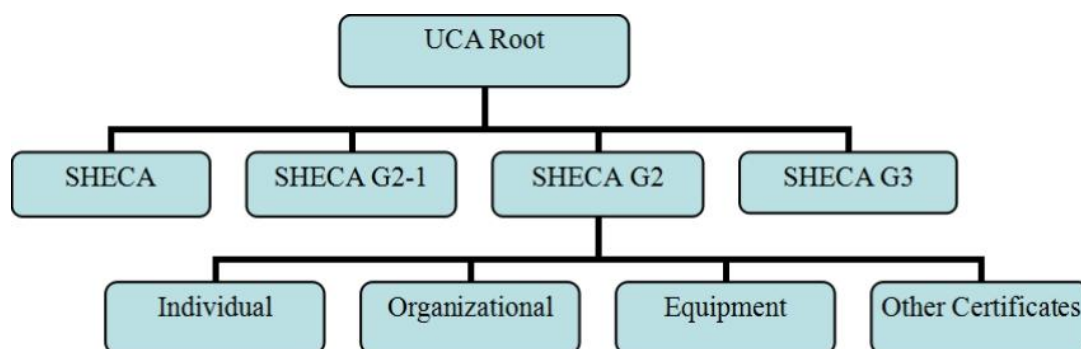 UCA Root
SHECA
SHECA G2-1
SHECA G2
SHECA G3
Individual
Organizational
Equipment
Other Certificates